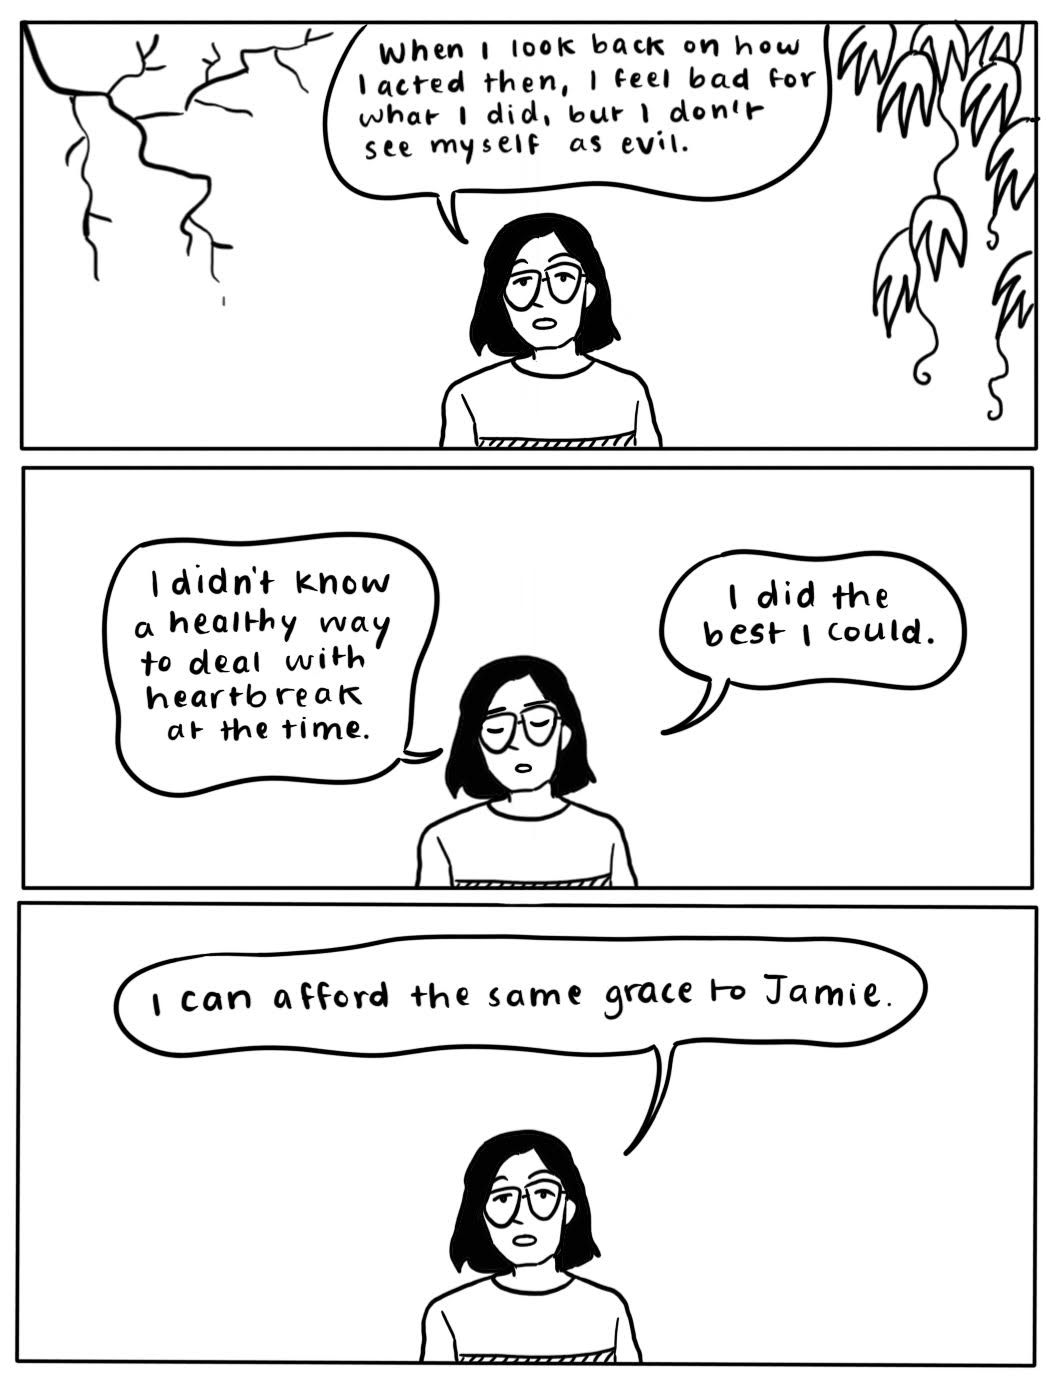 When I look back on how
I acted then, I feel bad for
what I did, but I don't
see myself as evil.
I didn't know
a healthy way
to deal with
heartbreak
at the time.
I did the
best I could.
I can afford the same grace to Jamie.